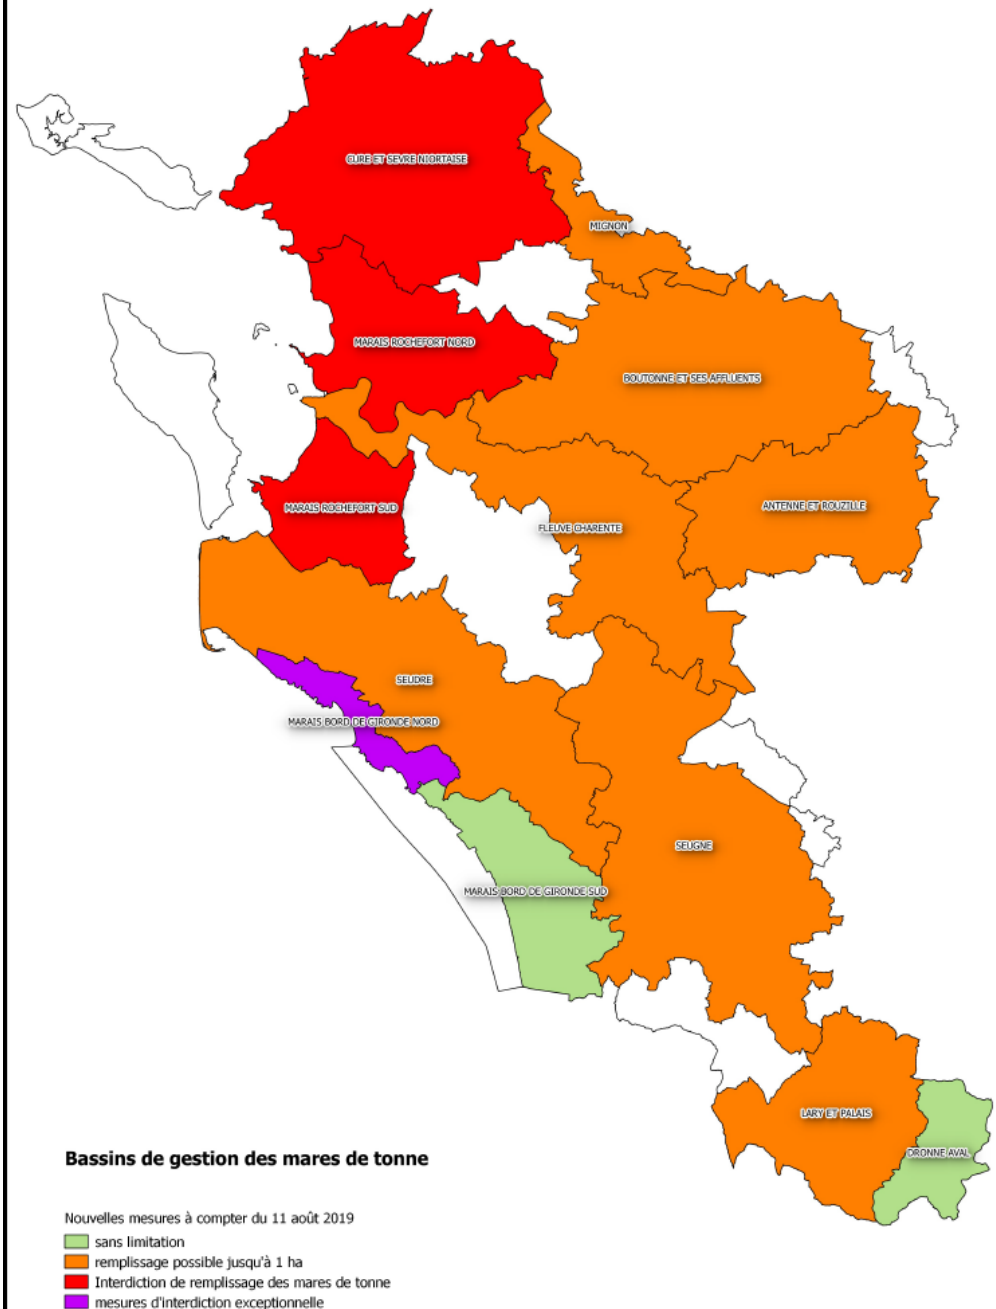 CURE ET SEVRE NIORTAISE
MIGNON
MARAIS ROCHEFORT NORD
BOUTONNE ET SES AFFLUENTS
MARAIS ROCHEFORT SUD
ANTENNE ET ROUZILLE
FLEUVE CHARENTE
SEUDRE
MARAIS BORD DE GIRONDE NORD
SEUGNE
MARAIS BORD DE GIRONDE SUD
LARY ET PALAIS
DRONNE AVAL
Bassins de gestion des mares de tonne
Nouvelles mesures à compter du 11 août 2019
sans limitation
remplissage possible jusqu'à 1 ha
Interdiction de remplissage des mares de tonne
mesures d'interdiction exceptionnelle